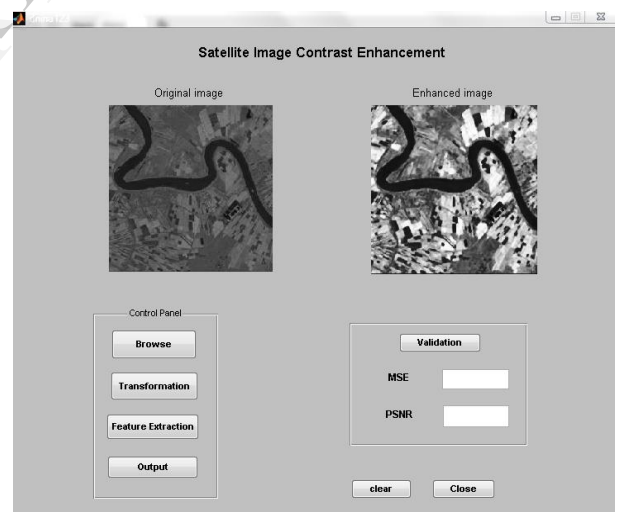 Satellite Image Contrast Enhancement
Original image
Enhanced image
Control Panel
Browse
Transformation
Feature Extraction
Output
Validation
MSE
PSNR
clear
Close